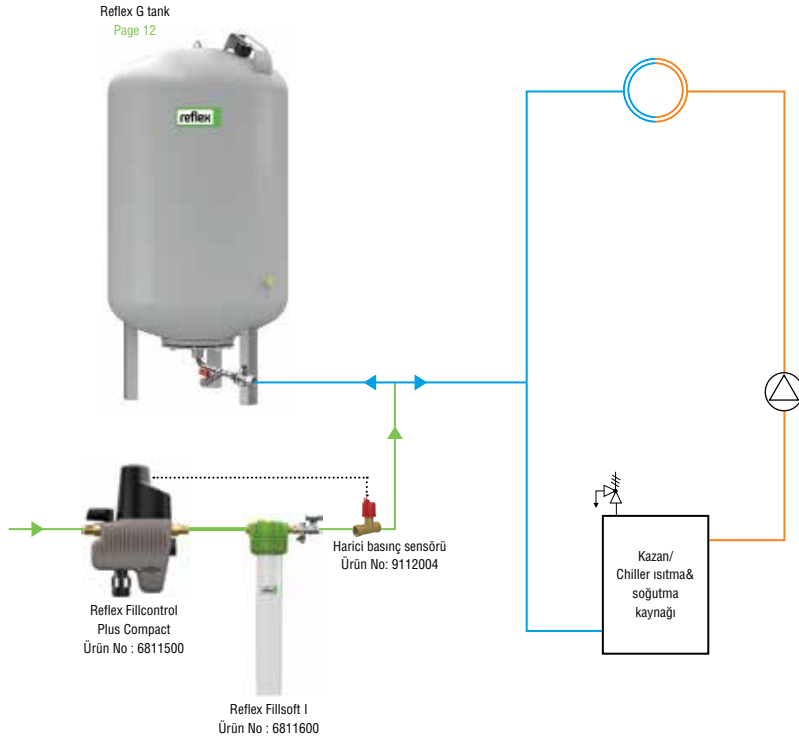 Reflex G tank
Page 12
reflex
Harici basınç sensörü
Ürün No: 9112004
Kazan/
Chiller ısıtma&
soğutma
kaynağı
Reflex Fillcontrol
Plus Compact
Ürün No : 6811500
Reflex Fillsoft I
Ürün No : 6811600